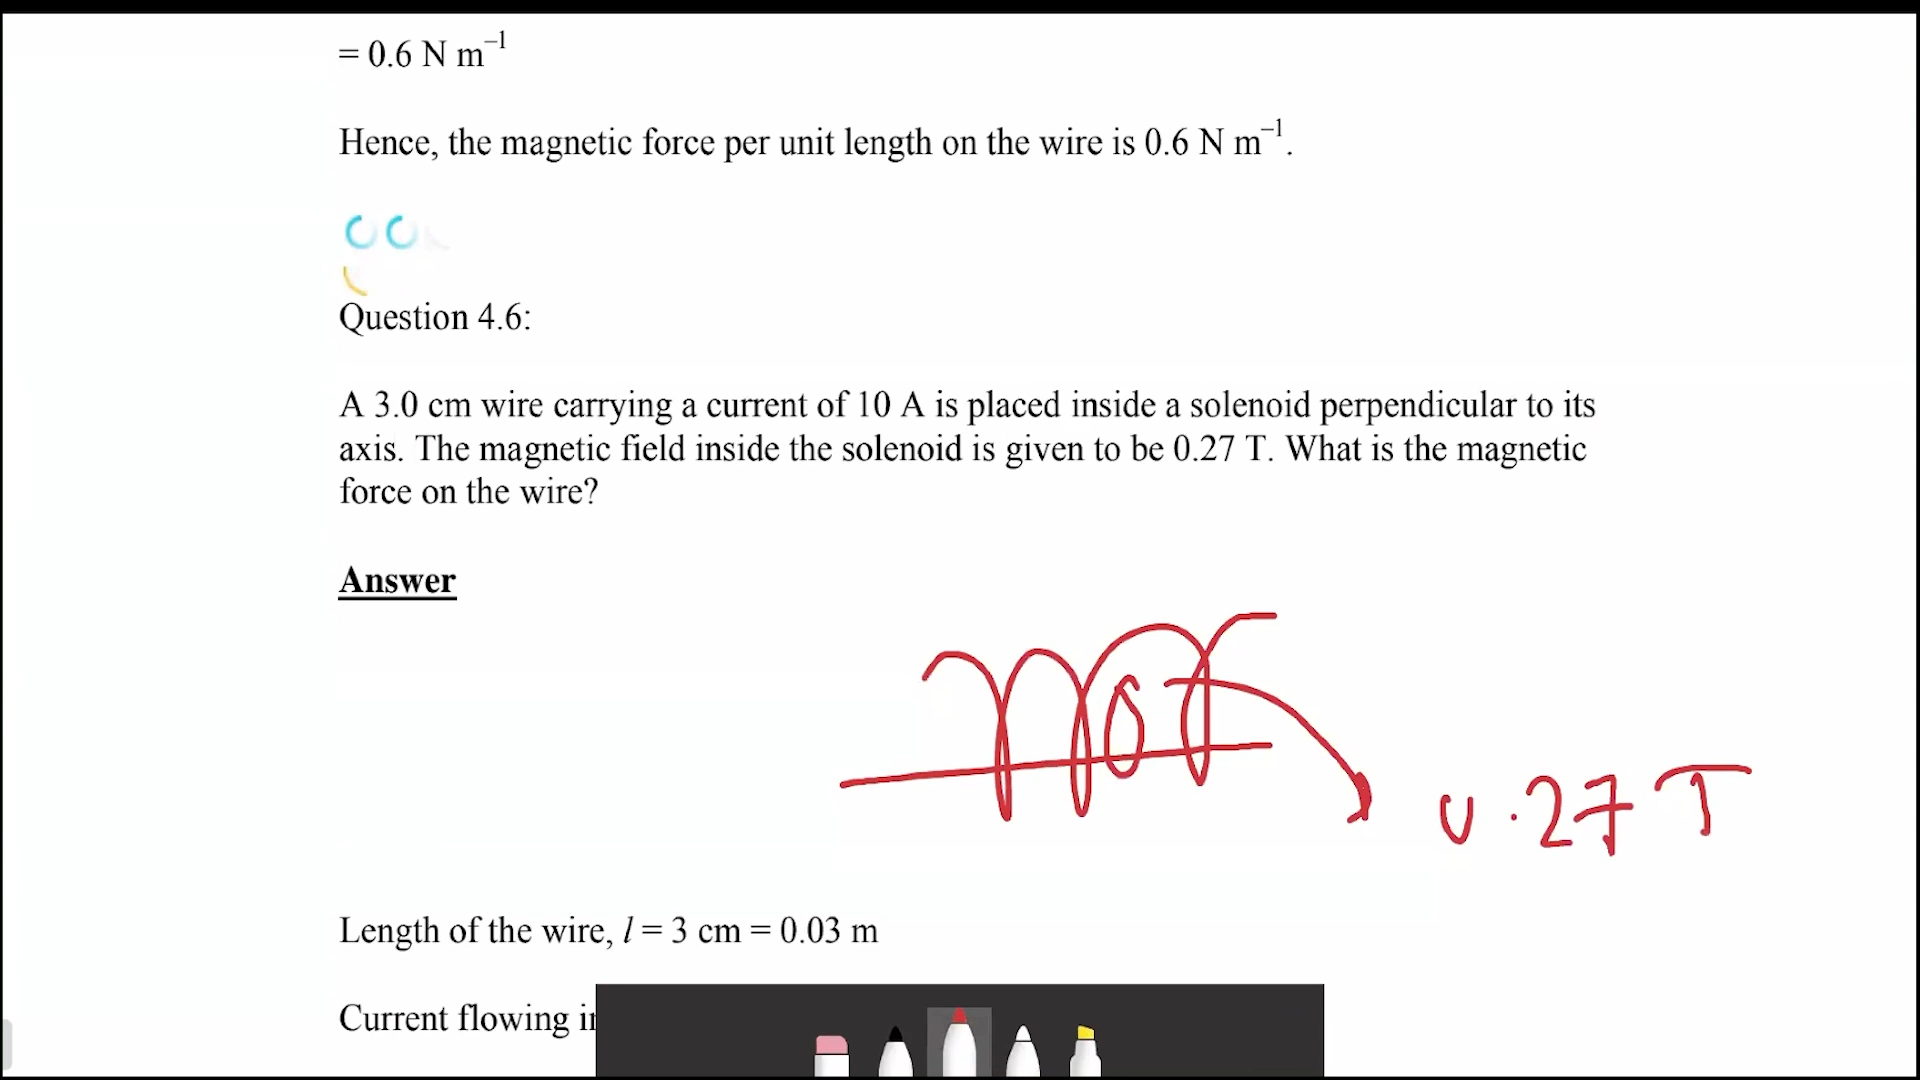 = 0.6 N m⁻¹
Hence, the magnetic force per unit length on the wire is 0.6 N m⁻¹.
Question 4.6:
A 3.0 cm wire carrying a current of 10 A is placed inside a solenoid perpendicular to its
axis. The magnetic field inside the solenoid is given to be 0.27 T. What is the magnetic
force on the wire?
Answer
0.27 T
Length of the wire, l = 3 cm = 0.03 m
Current flowing